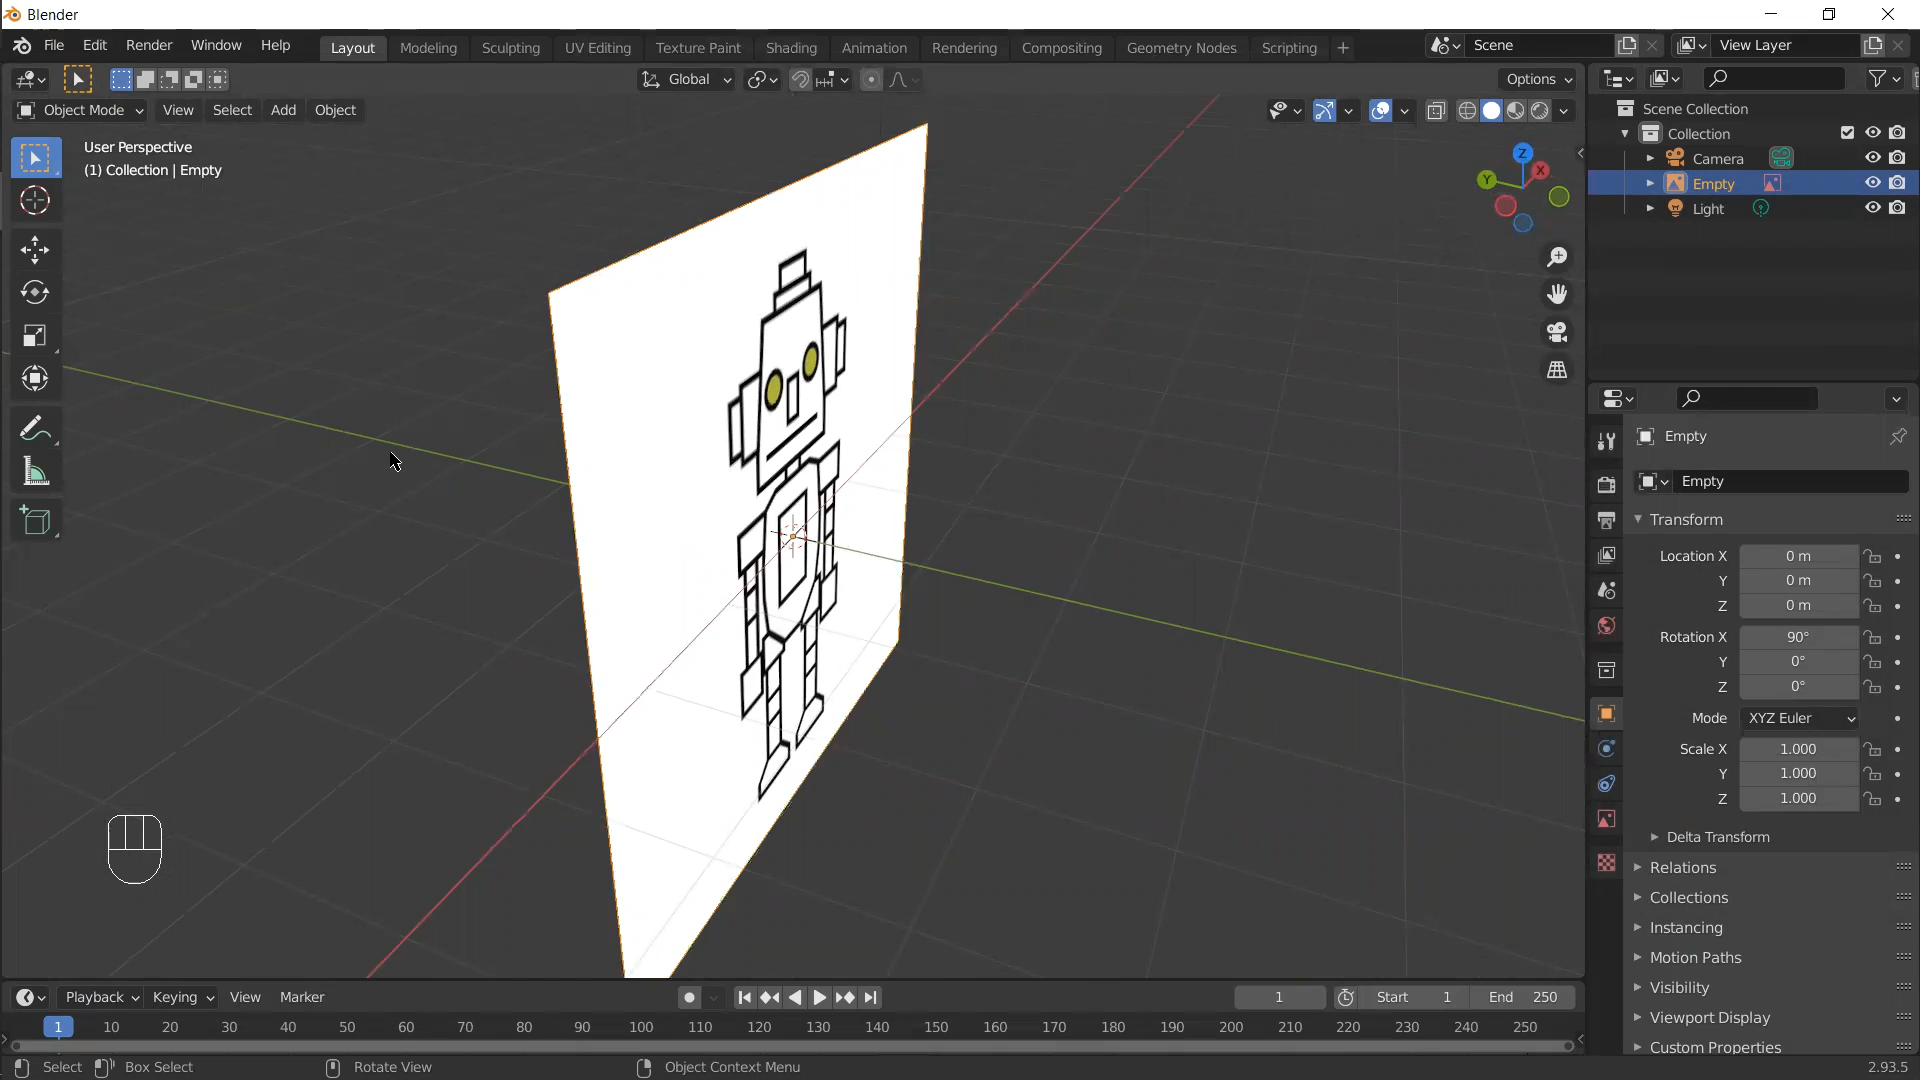 Blender
File Edit Render Window Help Layout Modeling Sculpting UV Editing Texture Paint Shading Animation Rendering Compositing Geometry Nodes Scripting + Scene View Layer
Global Options
Object Mode View Select Add Object
User Perspective
(1) Collection | Empty
Z
X
Y
Scene Collection
Collection
Camera
Empty
Light
Empty
Empty
Transform
Location X 0 m
Y 0 m
Z 0 m
Rotation X 90°
Y 0°
Z 0°
Mode XYZ Euler
Scale X 1.000
Y 1.000
Z 1.000
Delta Transform
Relations
Collections
Instancing
Motion Paths
Visibility
Viewport Display
Custom Properties
Playback Keying View Marker 1 Start 1 End 250
1 10 20 30 40 50 60 70 80 90 100 110 120 130 140 150 160 170 180 190 200 210 220 230 240 250
Select Box Select Rotate View Object Context Menu 2.93.5